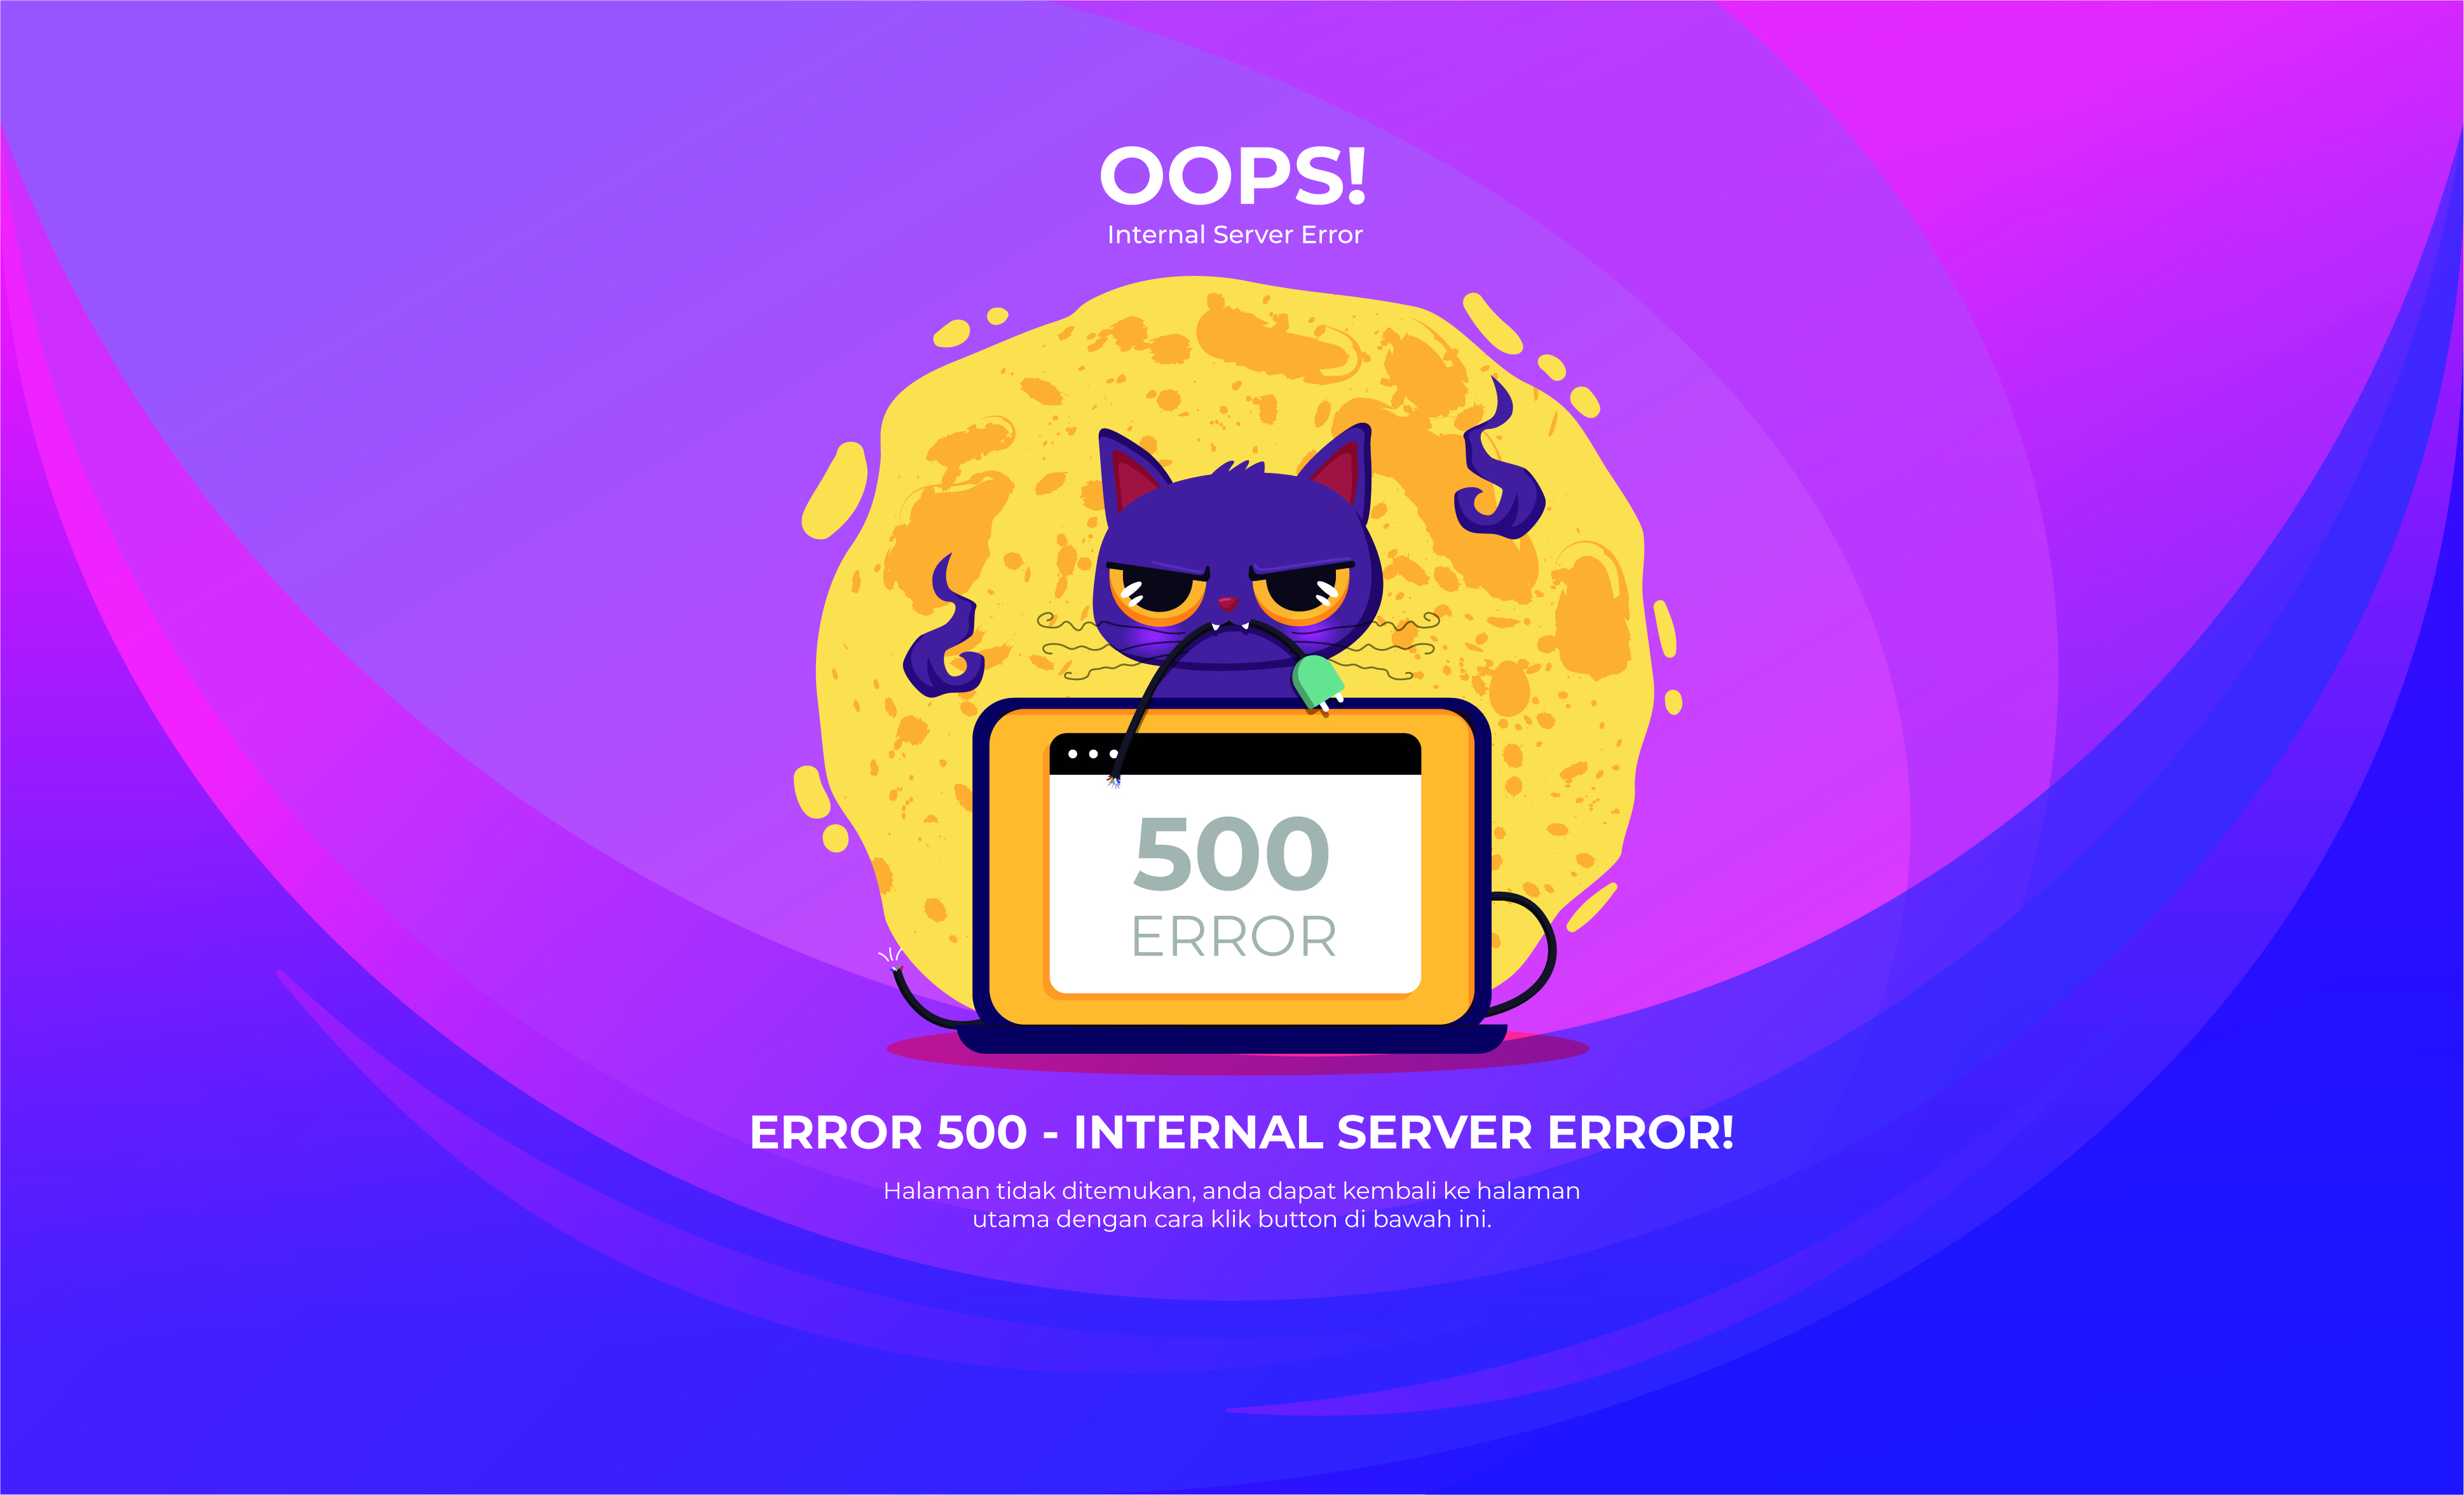 OOPS!
Internal Server Error
500
ERROR
ERROR 500 - INTERNAL SERVER ERROR!
Halaman tidak ditemukan, anda dapat kembali ke halaman
utama dengan cara klik button di bawah ini.